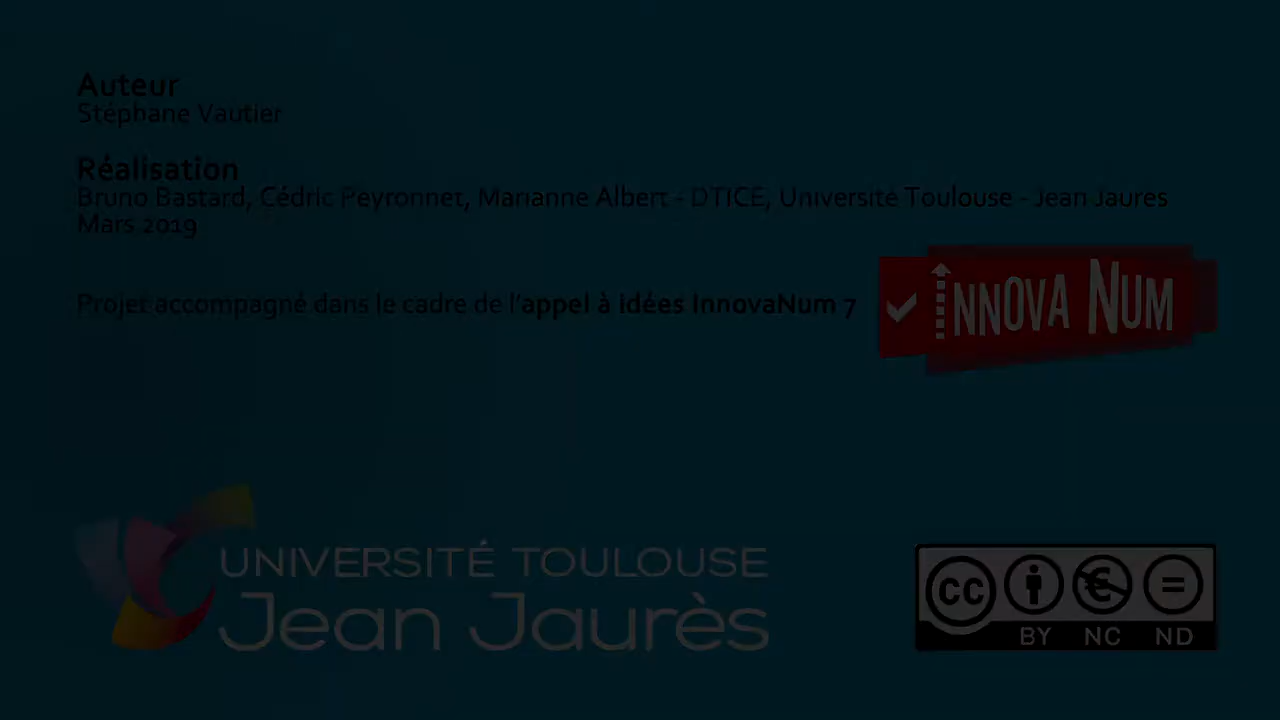 Auteur
Stéphane Vautier
Réalisation
Bruno Bastard, Cédric Peyronnet, Marianne Albert - DTICE, Université Toulouse - Jean Jaurès
Mars 2019
Projet accompagné dans le cadre de l'appel à idées InnovaNum 7
INNOVA NUM
UNIVERSITÉ TOULOUSE
Jean Jaurès
CC
BY NC ND